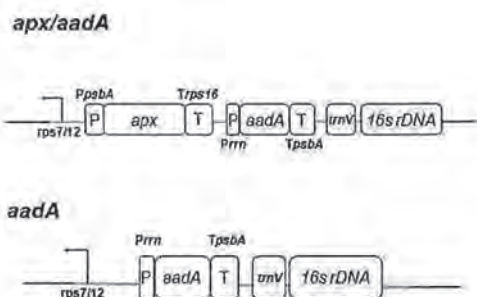 apx/aadA
PpsbA Trps16
P apx T P aadA T trnV 16srDNA
rps7/12 Prrn TpsbA
aadA
Prrn TpsbA
P aadA T trnV 16srDNA
rps7/12